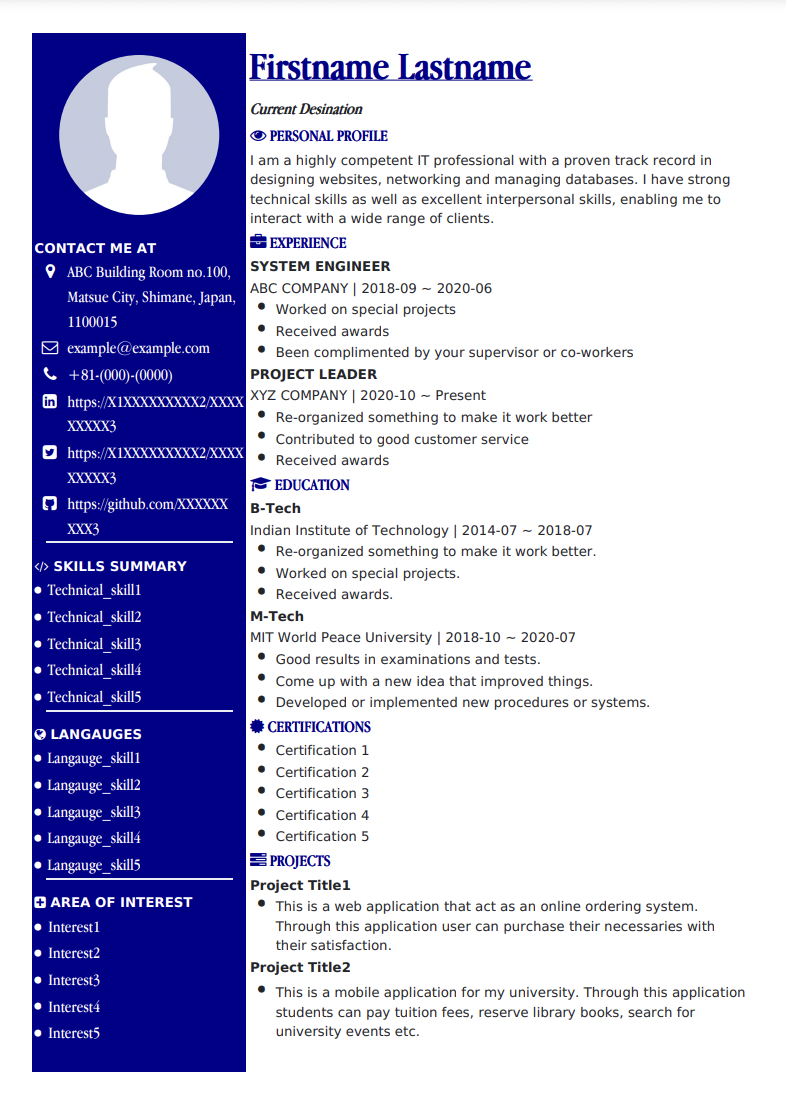 CONTACT ME AT
ABC Building Room no.100,
Matsue City, Shimane, Japan,
1100015
example@example.com
+81-(000)-(0000)
https://X1XXXXXXXXX2/XXXX
XXXXX3
https://X1XXXXXXXXX2/XXXX
XXXXX3
https://github.com/XXXXXX
XXX3
SKILLS SUMMARY
Technical_skill1
Technical_skill2
Technical_skill3
Technical_skill4
Technical_skill5
LANGAUGES
Langauge_skill1
Langauge_skill2
Langauge_skill3
Langauge_skill4
Langauge_skill5
AREA OF INTEREST
Interest1
Interest2
Interest3
Interest4
Interest5
Firstname Lastname
Current Desination
PERSONAL PROFILE
I am a highly competent IT professional with a proven track record in
designing websites, networking and managing databases. I have strong
technical skills as well as excellent interpersonal skills, enabling me to
interact with a wide range of clients.
EXPERIENCE
SYSTEM ENGINEER
ABC COMPANY | 2018-09 ~ 2020-06
Worked on special projects
Received awards
Been complimented by your supervisor or co-workers
PROJECT LEADER
XYZ COMPANY | 2020-10 ~ Present
Re-organized something to make it work better
Contributed to good customer service
Received awards
EDUCATION
B-Tech
Indian Institute of Technology | 2014-07 ~ 2018-07
Re-organized something to make it work better.
Worked on special projects.
Received awards.
M-Tech
MIT World Peace University | 2018-10 ~ 2020-07
Good results in examinations and tests.
Come up with a new idea that improved things.
Developed or implemented new procedures or systems.
CERTIFICATIONS
Certification 1
Certification 2
Certification 3
Certification 4
Certification 5
PROJECTS
Project Title1
This is a web application that act as an online ordering system.
Through this application user can purchase their necessaries with
their satisfaction.
Project Title2
This is a mobile application for my university. Through this application
students can pay tuition fees, reserve library books, search for
university events etc.